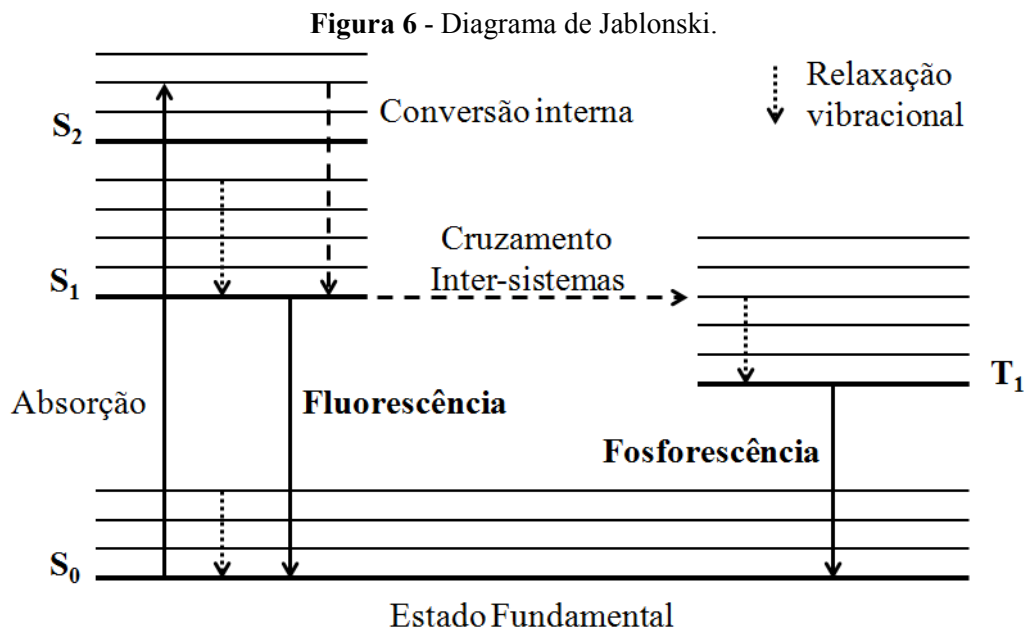 Figura 6 - Diagrama de Jablonski.
Relaxação
vibracional
Conversão interna
S₂
Cruzamento
Inter-sistemas
S₁
T₁
Absorção
Fluorescência
Fosforescência
S₀
Estado Fundamental